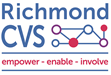 Richmond
CVS
empower - enable - involve